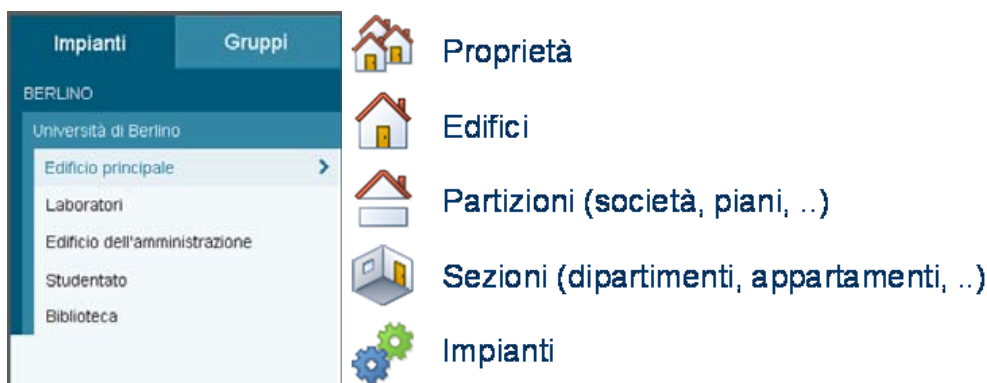 Impianti
Gruppi
BERLINO
Università di Berlino
Edificio principale
Laboratori
Edificio dell'amministrazione
Studentato
Biblioteca
Proprietà
Edifici
Partizioni (società, piani, ..)
Sezioni (dipartimenti, appartamenti, ..)
Impianti